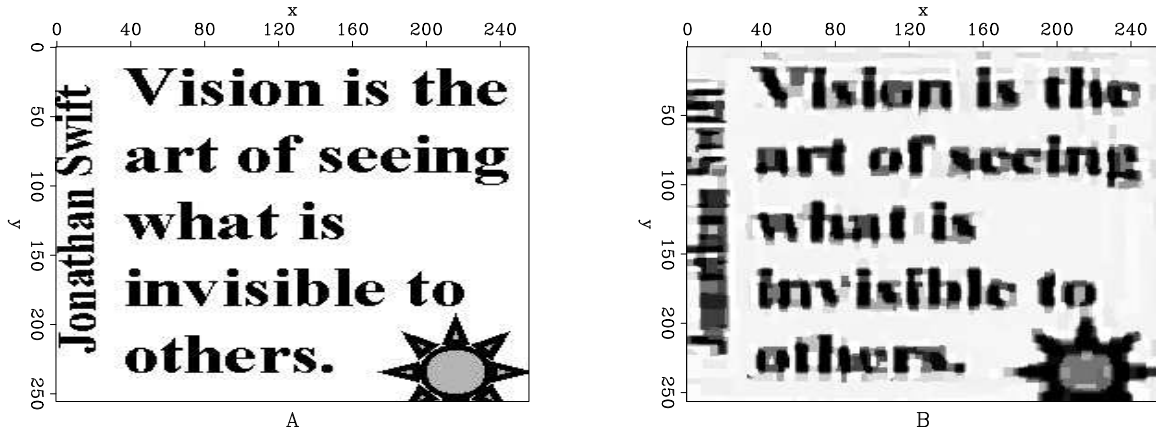 x
0 40 80 120 160 200 240
0 50 100 150 200 250
y
Jonathan Swift
Vision is the
art of seeing
what is
invisible to
others.
A
x
40 80 120 160 200 240
50 100 150 200 250
y
Vision is the
art of seeing
what is
invisible to
others.
B